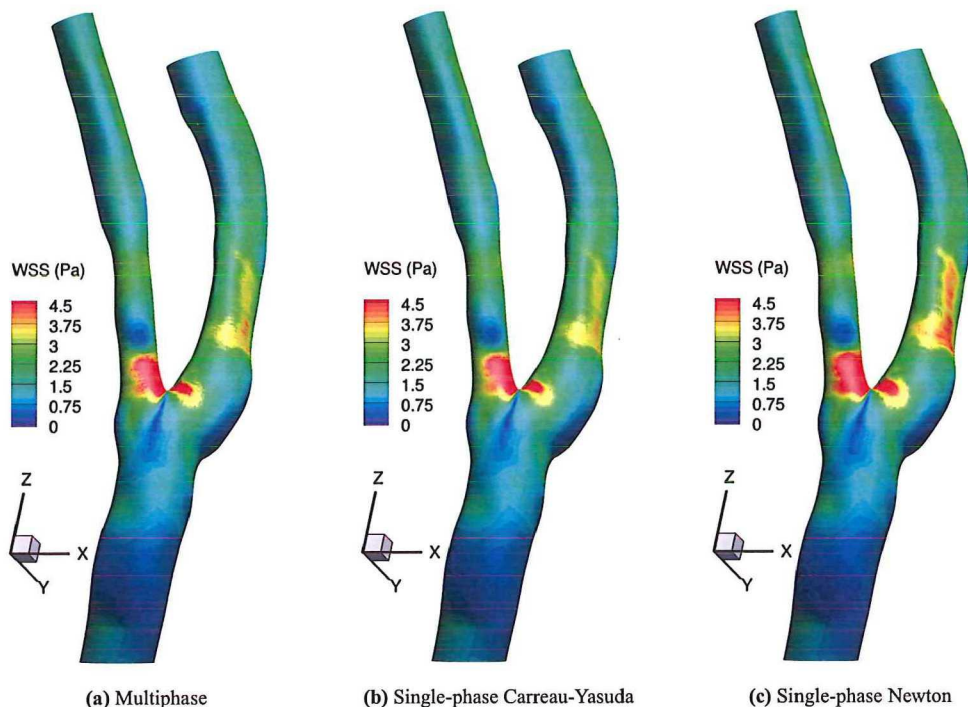 WSS (Pa)
4.5
3.75
3
2.25
1.5
0.75
0
Z
X
Y
(a) Multiphase
WSS (Pa)
4.5
3.75
3
2.25
1.5
0.75
0
Z
X
Y
(b) Single-phase Carreau-Yasuda
WSS (Pa)
4.5
3.75
3
2.25
1.5
0.75
0
Z
X
Y
(c) Single-phase Newton